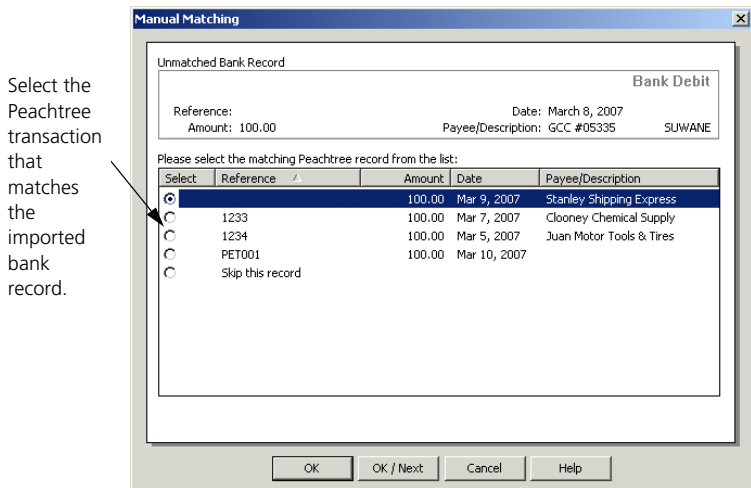 Manual Matching
Select the
Peachtree
transaction
that
matches
the
imported
bank
record.
Unmatched Bank Record
Bank Debit
Reference: Date: March 8, 2007
Amount: 100.00 Payee/Description: GCC #05335 SUWANE
Please select the matching Peachtree record from the list:
Select Reference Amount Date Payee/Description
100.00 Mar 9, 2007 Stanley Shipping Express
1233 100.00 Mar 7, 2007 Clooney Chemical Supply
1234 100.00 Mar 5, 2007 Juan Motor Tools & Tires
PET001 100.00 Mar 10, 2007
Skip this record
OK OK / Next Cancel Help